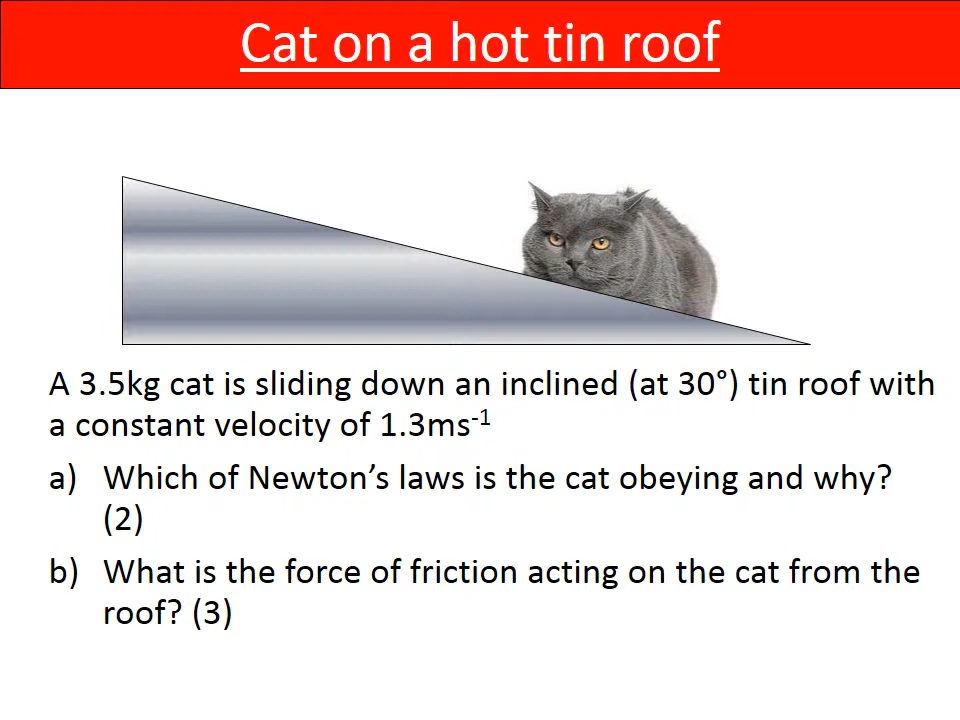 Cat on a hot tin roof
A 3.5kg cat is sliding down an inclined (at 30°) tin roof with
a constant velocity of 1.3ms⁻¹
a) Which of Newton’s laws is the cat obeying and why?
(2)
b) What is the force of friction acting on the cat from the
roof? (3)